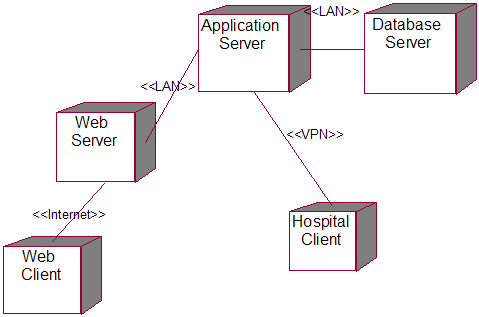 <<LAN>>
Application
Server
Database
Server
<<LAN>>
Web
Server
<<VPN>>
<<Internet>>
Hospital
Client
Web
Client